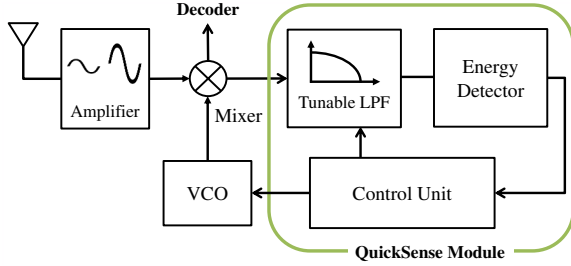 Decoder
Amplifier
Mixer
Tunable LPF
Energy
Detector
VCO
Control Unit
QuickSense Module